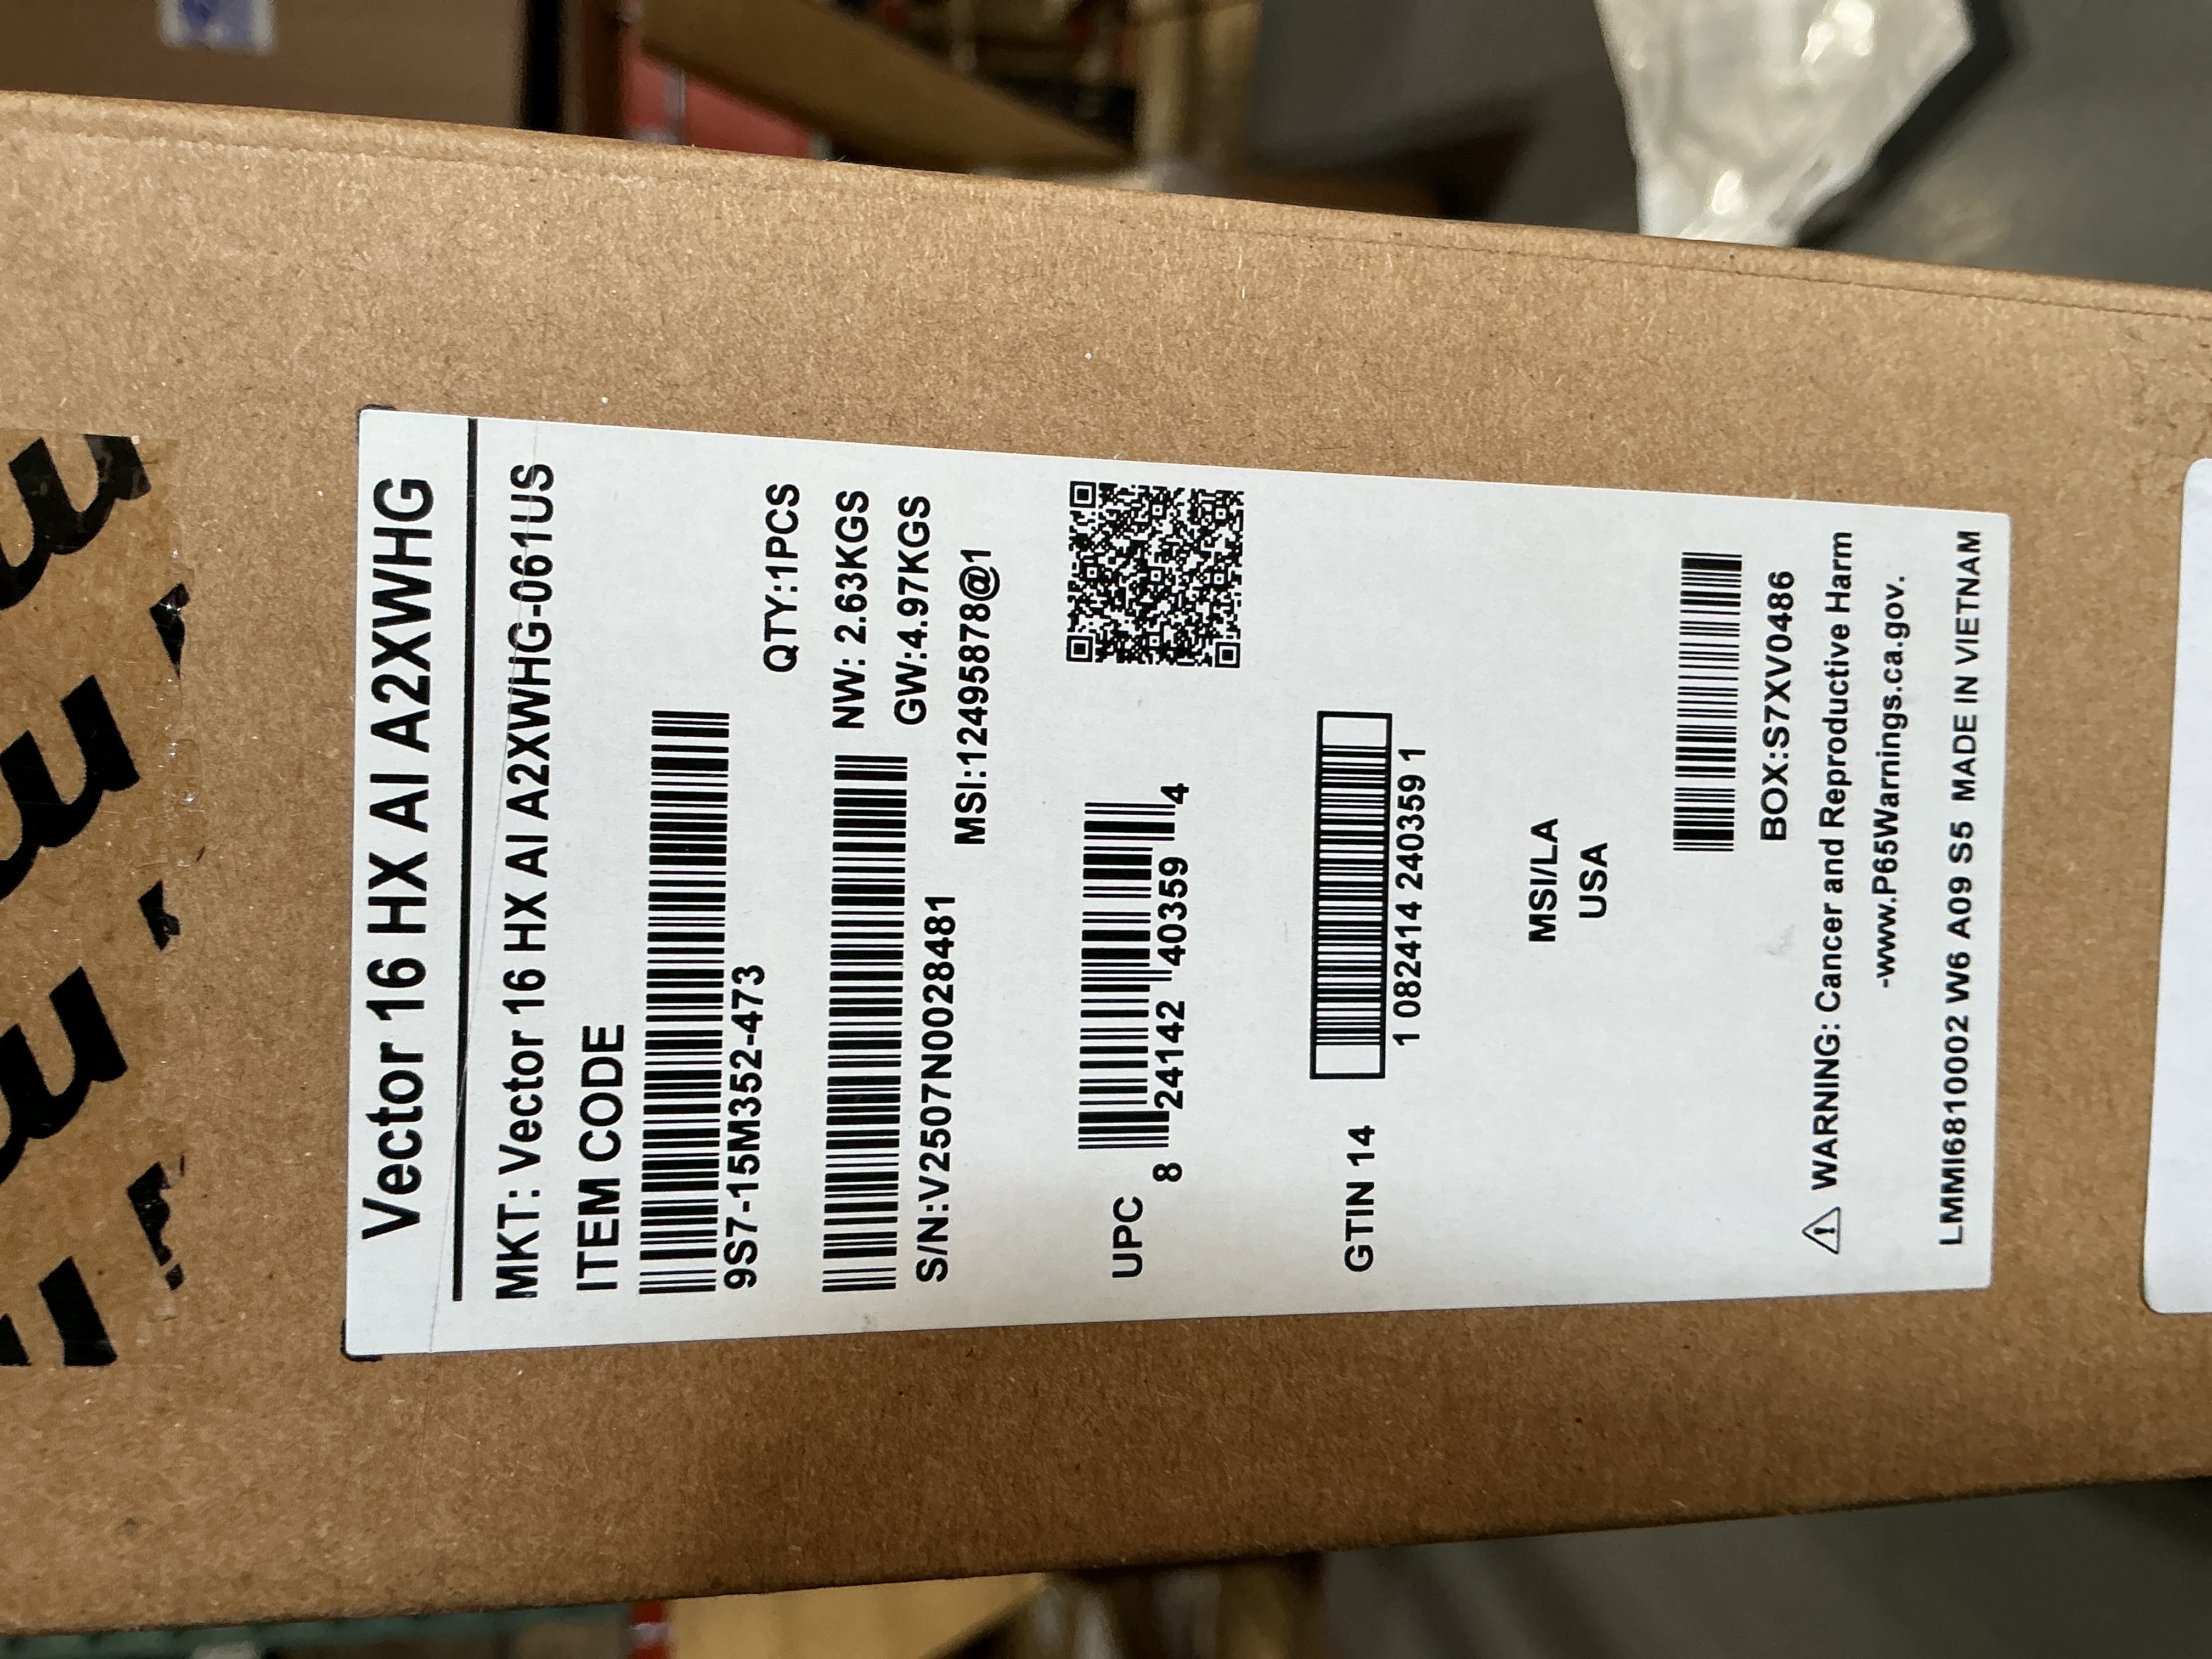 Vector 16 HX AI A2XWHG
MKT: Vector 16 HX AI A2XWHG-061US
ITEM CODE
9S7-15M352-473
QTY:1PCS
NW: 2.63KGS
S/N:V2507N0028481
GW:4.97KGS
MSI:12495878@1
UPC
8 24142 40359 4
GTIN 14
1 082414 240359 1
MSI/LA
USA
BOX:S7XV0486
WARNING: Cancer and Reproductive Harm
-www.P65Warnings.ca.gov.
LMMI6810002 W6 A09 S5 MADE IN VIETNAM